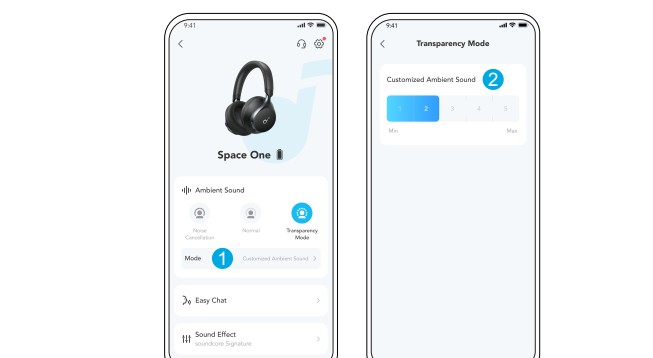 9:41
Space One
Ambient Sound
Noise
Cancellation
Normal
Transparency
Mode
Mode
1
Customized Ambient Sound
Easy Chat
Sound Effect
soundcore Signature
9:41
Transparency Mode
Customized Ambient Sound
2
1 2 3 4 5
Min Max